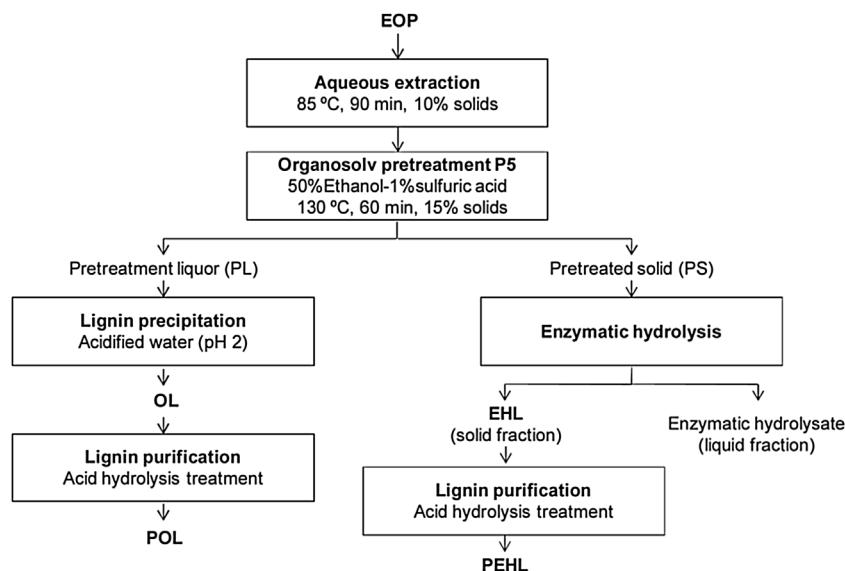 EOP
Aqueous extraction
85 ºC, 90 min, 10% solids
Organosolv pretreatment P5
50%Ethanol-1%sulfuric acid
130 ºC, 60 min, 15% solids
Pretreatment liquor (PL)
Lignin precipitation
Acidified water (pH 2)
OL
Lignin purification
Acid hydrolysis treatment
POL
Pretreated solid (PS)
Enzymatic hydrolysis
EHL
(solid fraction)
Enzymatic hydrolysate
(liquid fraction)
Lignin purification
Acid hydrolysis treatment
PEHL